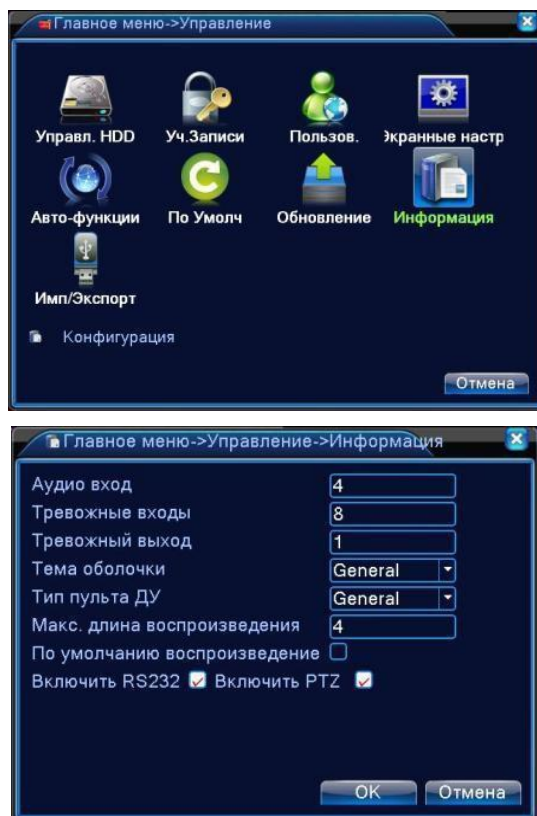 Главное меню->Управление
Управл. HDD Уч.Записи Пользов. Экранные настр
Авто-функции По Умолч Обновление Информация
Имп/Экспорт
Конфигурация
Отмена
Главное меню->Управление->Информация
Аудио вход 4
Тревожные входы 8
Тревожный выход 1
Тема оболочки General
Тип пульта ДУ General
Макс. длина воспроизведения 4
По умолчанию воспроизведение
Включить RS232 Включить PTZ
OK Отмена